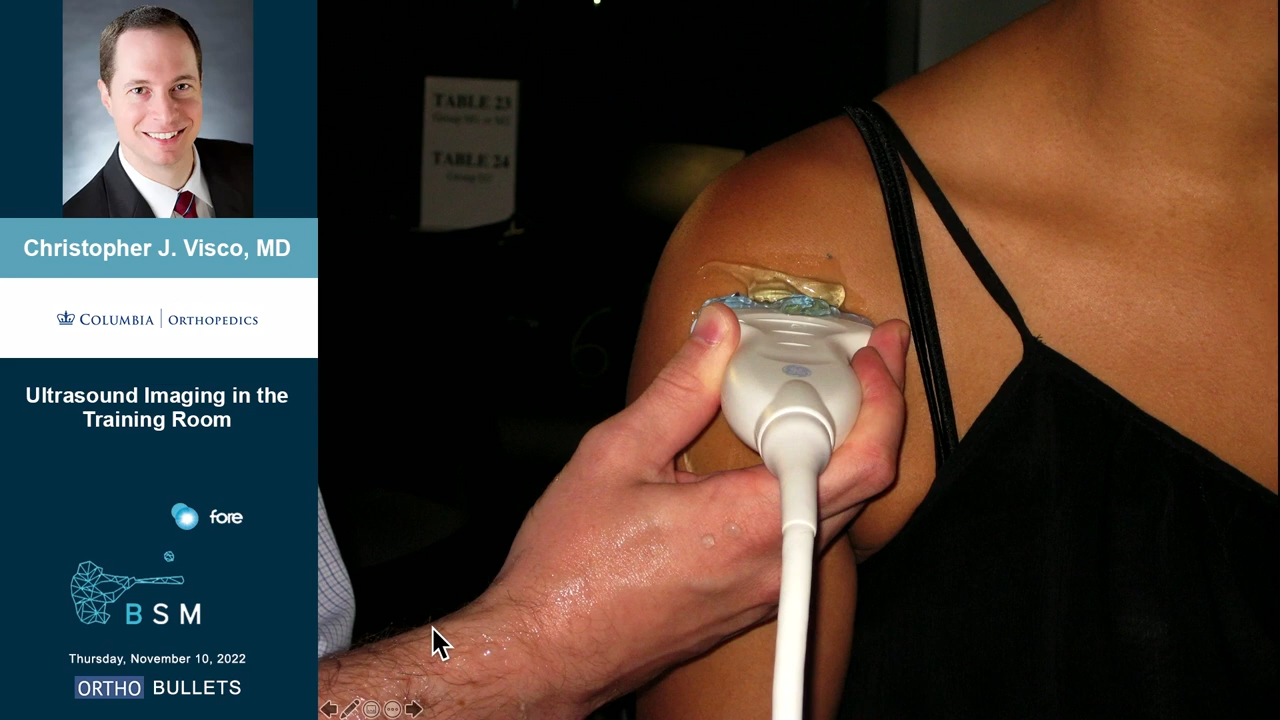 Christopher J. Visco, MD
COLUMBIA ORTHOPEDICS
Ultrasound Imaging in the
Training Room
fore
BSM
Thursday, November 10, 2022
ORTHO BULLETS
TABLE 23
TABLE 24